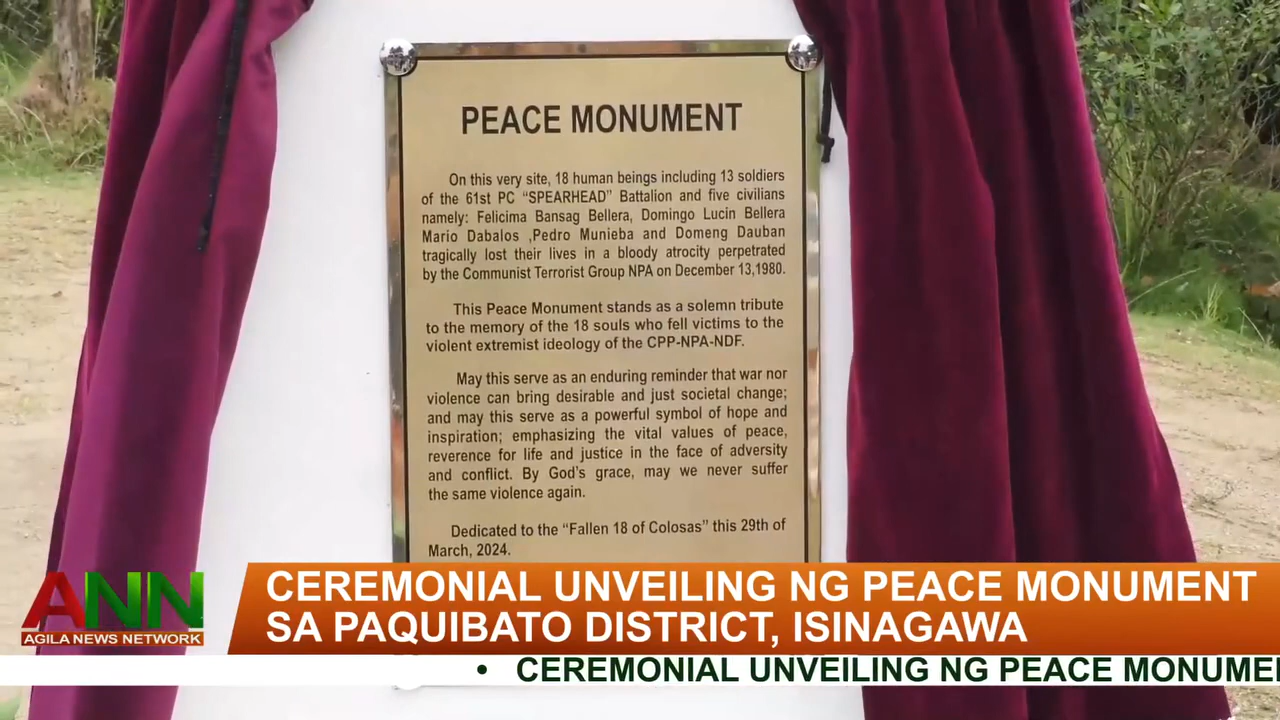 PEACE MONUMENT
On this very site, 18 human beings including 13 soldiers
of the 61st PC “SPEARHEAD” Battalion and five civilians
namely: Felicima Bansag Bellera, Domingo Lucin Bellera
Mario Dabalos ,Pedro Munieba and Domeng Dauban
tragically lost their lives in a bloody atrocity perpetrated
by the Communist Terrorist Group NPA on December 13,1980.
This Peace Monument stands as a solemn tribute
to the memory of the 18 souls who fell victims to the
violent extremist ideology of the CPP-NPA-NDF.
May this serve as an enduring reminder that war nor
violence can bring desirable and just societal change;
and may this serve as a powerful symbol of hope and
inspiration; emphasizing the vital values of peace,
reverence for life and justice in the face of adversity
and conflict. By God's grace, may we never suffer
the same violence again.
Dedicated to the “Fallen 18 of Colosas” this 29th of
March, 2024.
ANN
AGILA NEWS NETWORK
CEREMONIAL UNVEILING NG PEACE MONUMENT
SA PAQUIBATO DISTRICT, ISINAGAWA
• CEREMONIAL UNVEILING NG PEACE MONUME